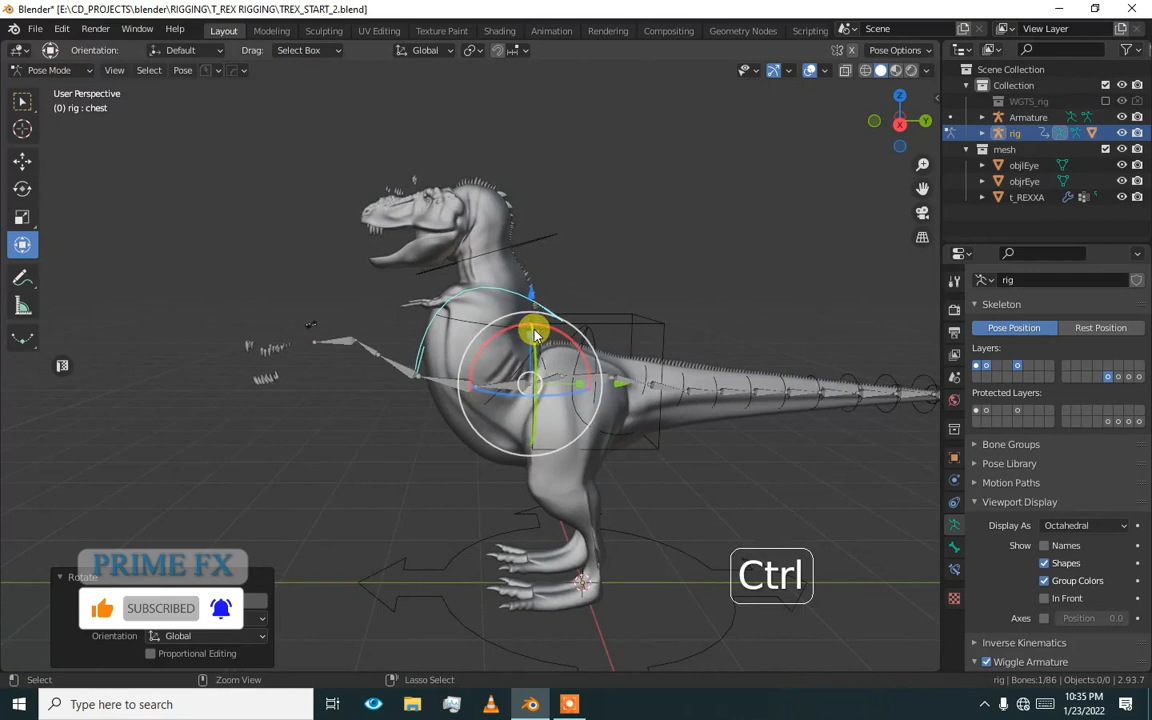 Blender* [E:\CD_PROJECTS\blender\RIGGING\T_REX RIGGING\TREX_START_2.blend]
File Edit Render Window Help Layout Modeling Sculpting UV Editing Texture Paint Shading Animation Rendering Compositing Geometry Nodes Scripting Scene View Layer
Orientation: Default Drag: Select Box Global Pose Options
Pose Mode View Select Pose
User Perspective
(0) rig : chest
Z
Y
X
Scene Collection
Collection
WGTS_rig
Armature
rig
mesh
objlEye
objrEye
t_REXXA
rig
Skeleton
Pose Position Rest Position
Layers:
Protected Layers:
Bone Groups
Pose Library
Motion Paths
Viewport Display
Display As Octahedral
Show Names
Shapes
Group Colors
In Front
Axes Position 0.0
Inverse Kinematics
Wiggle Armature
Ctrl
PRIME FX
Rotate
SUBSCRIBED
Orientation Global
Proportional Editing
Select Zoom View Lasso Select rig | Bones:1/86 | Objects:0/0 | 2.93.7
Type here to search
10:35 PM
1/23/2022